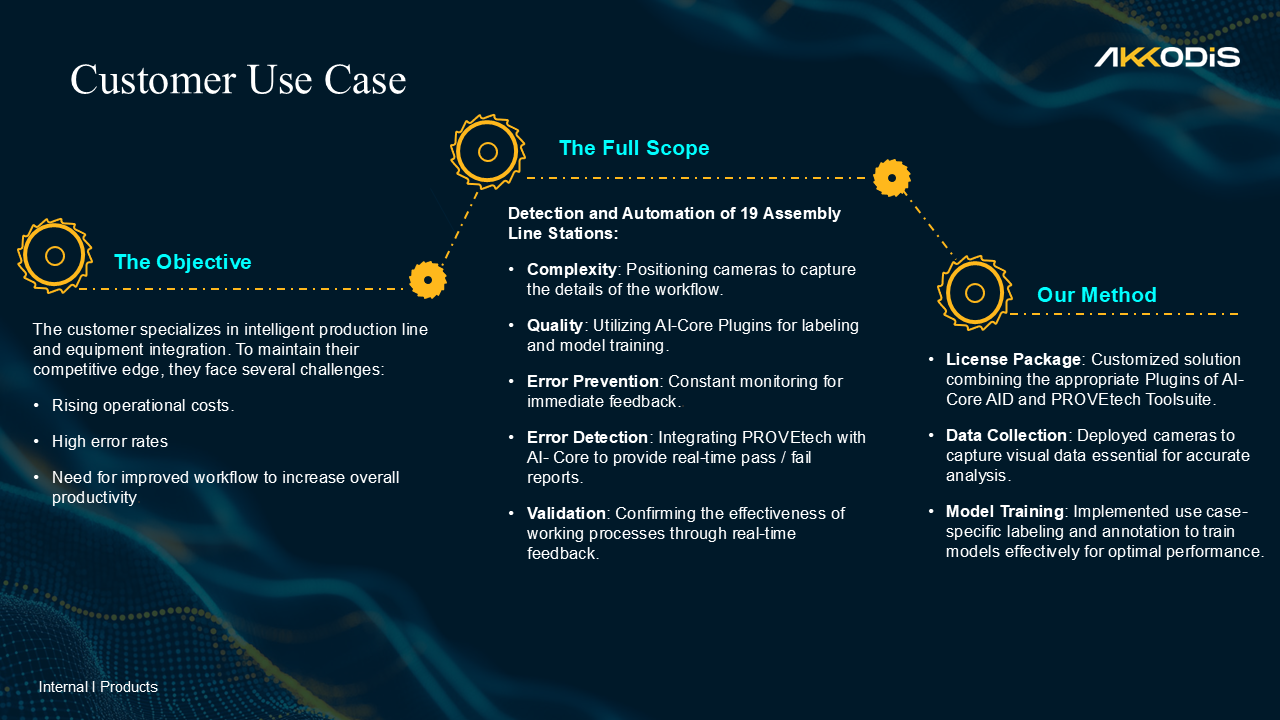 Customer Use Case
AKKODIS
The Objective
The customer specializes in intelligent production line
and equipment integration. To maintain their
competitive edge, they face several challenges:
• Rising operational costs.
• High error rates
• Need for improved workflow to increase overall
productivity
The Full Scope
Detection and Automation of 19 Assembly
Line Stations:
• Complexity: Positioning cameras to capture
the details of the workflow.
• Quality: Utilizing AI-Core Plugins for labeling
and model training.
• Error Prevention: Constant monitoring for
immediate feedback.
• Error Detection: Integrating PROVEtech with
AI- Core to provide real-time pass / fail
reports.
• Validation: Confirming the effectiveness of
working processes through real-time
feedback.
Our Method
• License Package: Customized solution
combining the appropriate Plugins of AI-
Core AID and PROVEtech Toolsuite.
• Data Collection: Deployed cameras to
capture visual data essential for accurate
analysis.
• Model Training: Implemented use case-
specific labeling and annotation to train
models effectively for optimal performance.
Internal I Products